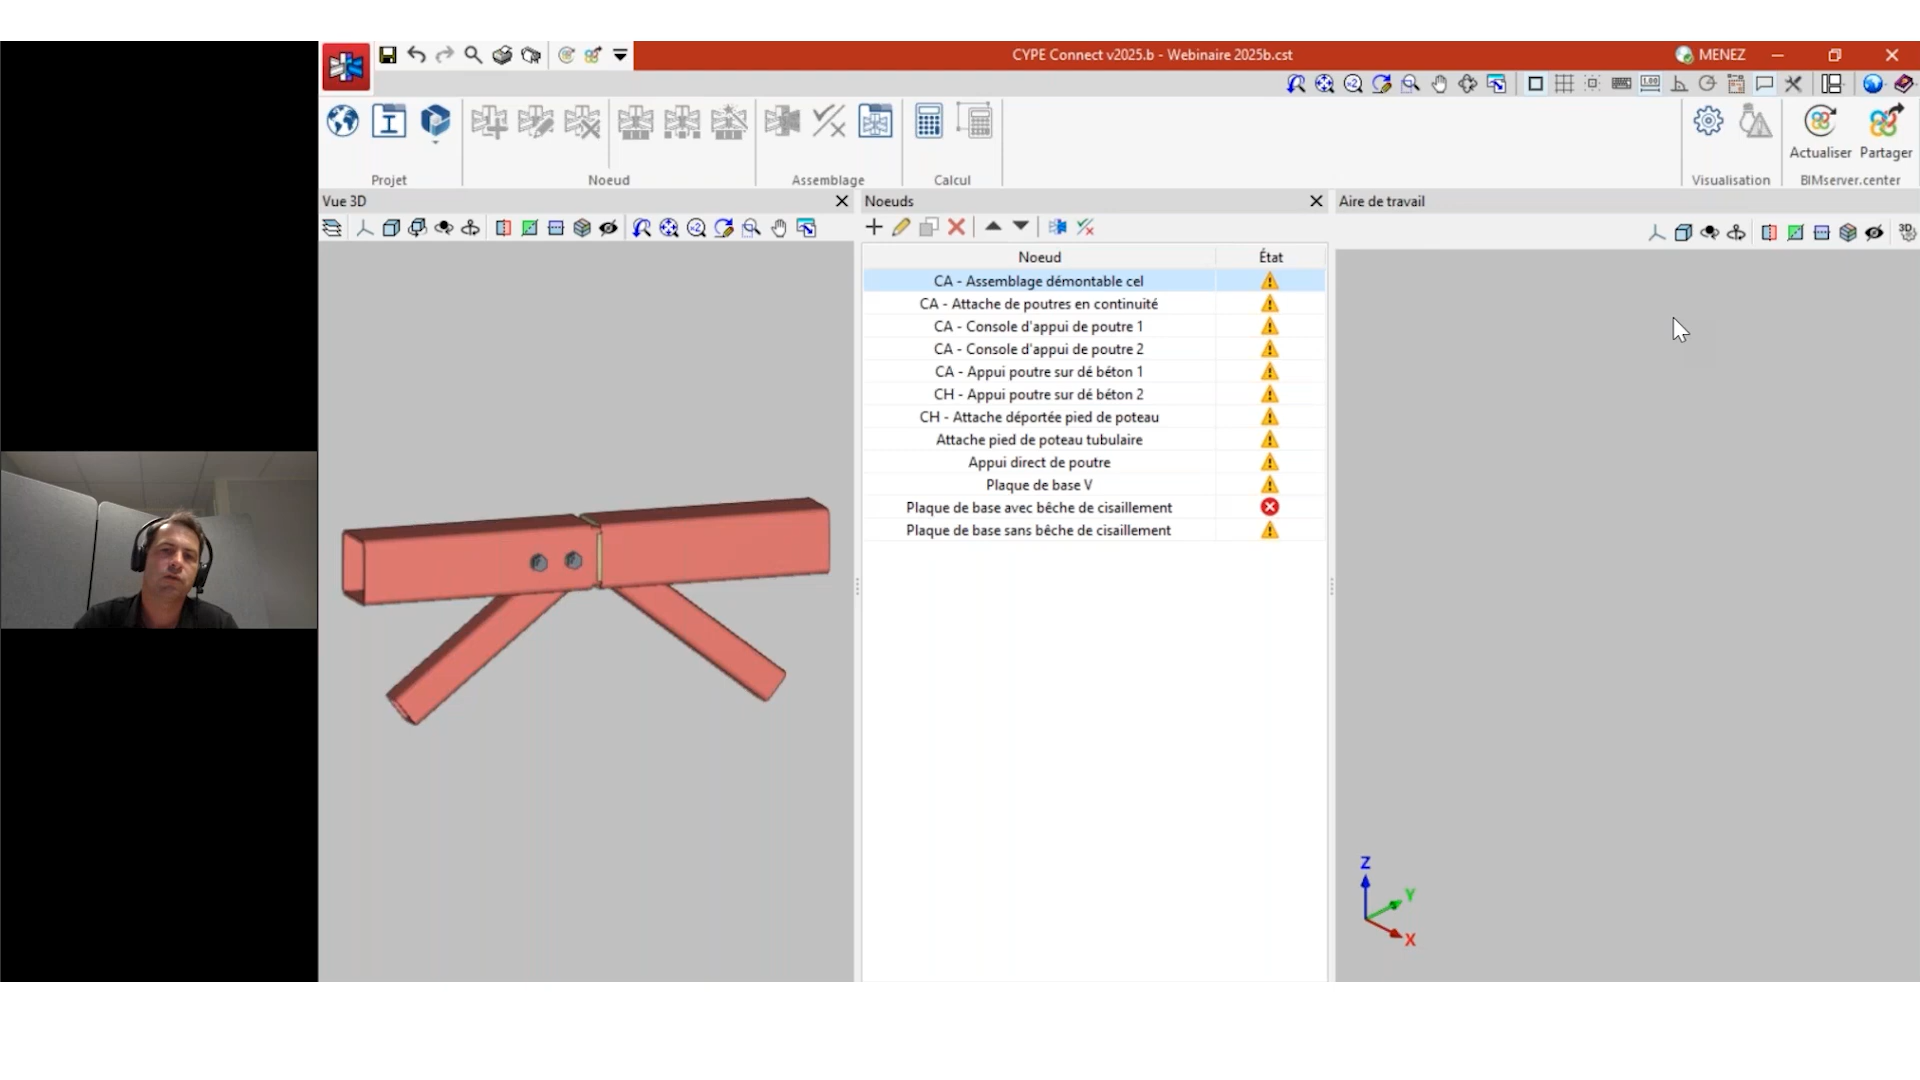 CYPE Connect v2025.b - Webinaire 2025b.cst
MENEZ
Actualiser
Partager
Projet
Noeud
Assemblage
Calcul
Visualisation
BIMserver.center
Vue 3D
Noeuds
Aire de travail
Noeud
État
CA - Assemblage démontable cel
CA - Attache de poutres en continuité
CA - Console d'appui de poutre 1
CA - Console d'appui de poutre 2
CA - Appui poutre sur dé béton 1
CH - Appui poutre sur dé béton 2
CH - Attache déportée pied de poteau
Attache pied de poteau tubulaire
Appui direct de poutre
Plaque de base V
Plaque de base avec bêche de cisaillement
Plaque de base sans bêche de cisaillement
Z
Y
X